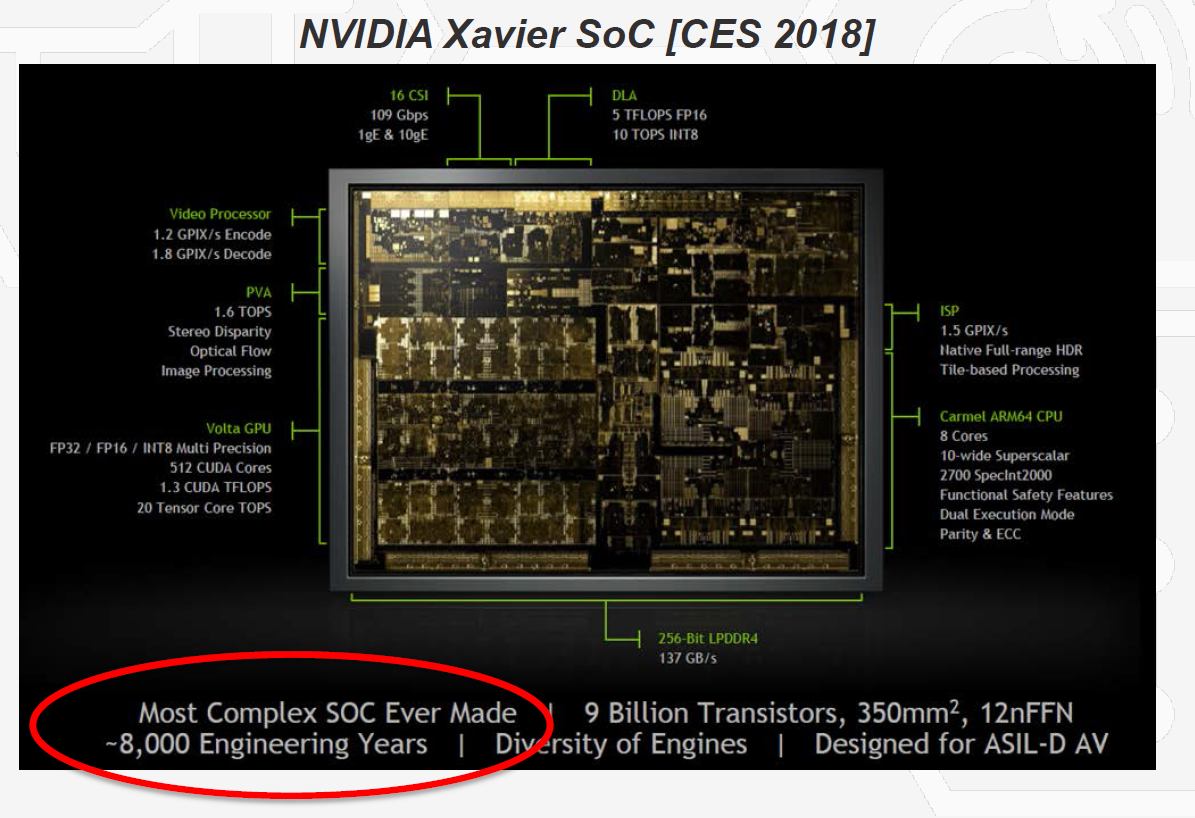 NVIDIA Xavier SoC [CES 2018]
16 CSI
109 Gbps
1gE & 10gE
DLA
5 TFLOPS FP16
10 TOPS INT8
Video Processor
1.2 GPIX/s Encode
1.8 GPIX/s Decode
PVA
1.6 TOPS
Stereo Disparity
Optical Flow
Image Processing
Volta GPU
FP32 / FP16 / INT8 Multi Precision
512 CUDA Cores
1.3 CUDA TFLOPS
20 Tensor Core TOPS
ISP
1.5 GPIX/s
Native Full-range HDR
Tile-based Processing
Carmel ARM64 CPU
8 Cores
10-wide Superscalar
2700 SpecInt2000
Functional Safety Features
Dual Execution Mode
Parity & ECC
256-Bit LPDDR4
137 GB/s
Most Complex SOC Ever Made | 9 Billion Transistors, 350mm², 12nFFN
~8,000 Engineering Years | Diversity of Engines | Designed for ASIL-D AV